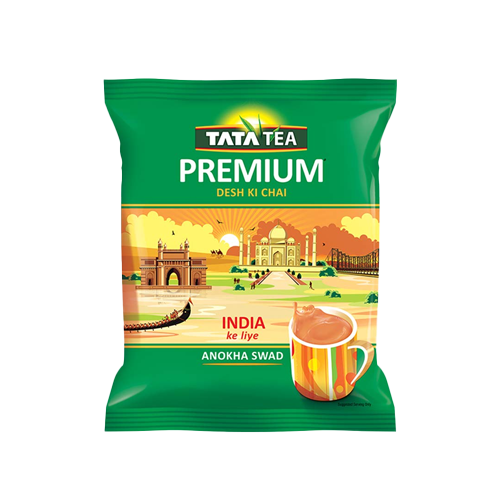 TATA TEA
PREMIUM
DESH KI CHAI
INDIA
ke liye
ANOKHA SWAD